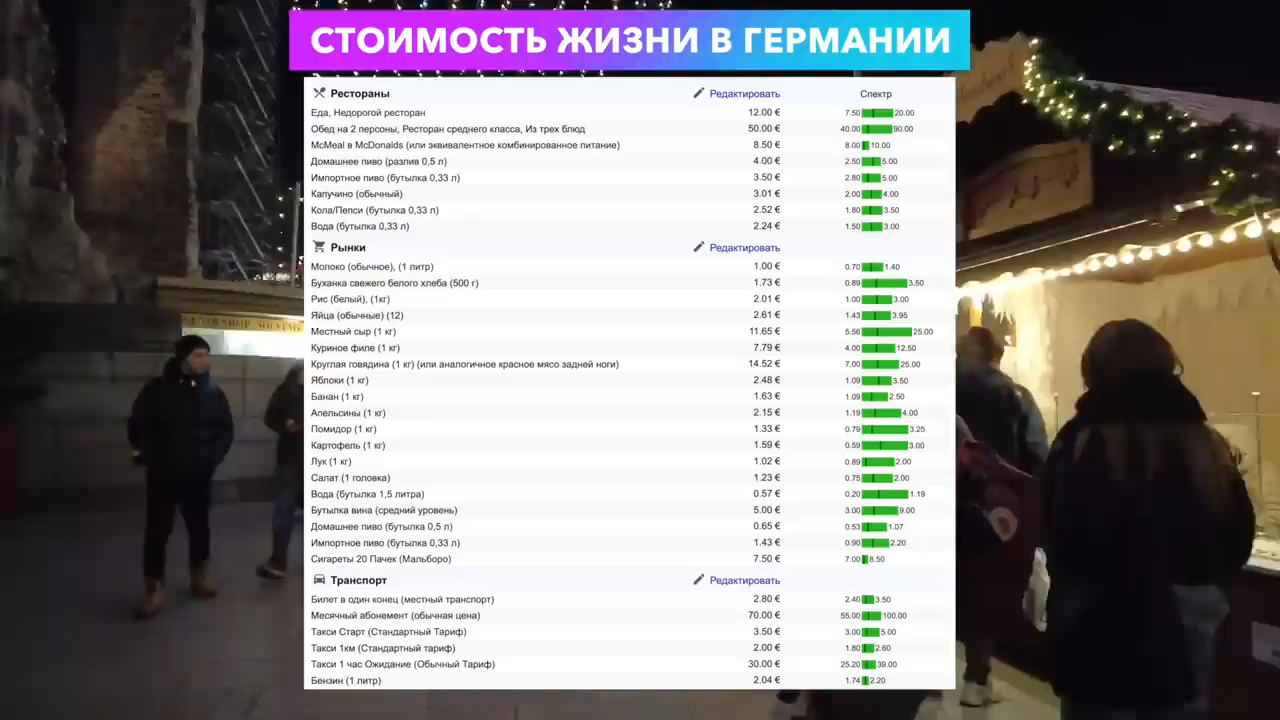 СТОИМОСТЬ ЖИЗНИ В ГЕРМАНИИ
Рестораны Редактировать Спектр
Еда, Недорогой ресторан 12.00 € 7.50 20.00
Обед на 2 персоны, Ресторан среднего класса, Из трех блюд 50.00 € 40.00 90.00
McMeal в McDonalds (или эквивалентное комбинированное питание) 8.50 € 8.00 10.00
Домашнее пиво (разлив 0,5 л) 4.00 € 2.50 5.00
Импортное пиво (бутылка 0,33 л) 3.50 € 2.80 5.00
Капучино (обычный) 3.01 € 2.00 4.00
Кола/Пепси (бутылка 0,33 л) 2.52 € 1.80 3.50
Вода (бутылка 0,33 л) 2.24 € 1.50 3.00
Рынки Редактировать
Молоко (обычное), (1 литр) 1.00 € 0.70 1.40
Буханка свежего белого хлеба (500 г) 1.73 € 0.89 3.50
Рис (белый), (1кг) 2.01 € 1.00 3.00
Яйца (обычные) (12) 2.61 € 1.43 3.95
Местный сыр (1 кг) 11.65 € 5.56 25.00
Куриное филе (1 кг) 7.79 € 4.00 12.50
Круглая говядина (1 кг) (или аналогичное красное мясо задней ноги) 14.52 € 7.00 25.00
Яблоки (1 кг) 2.48 € 1.09 3.50
Банан (1 кг) 1.63 € 1.09 2.50
Апельсины (1 кг) 2.15 € 1.19 4.00
Помидор (1 кг) 1.33 € 0.79 3.25
Картофель (1 кг) 1.59 € 0.59 3.00
Лук (1 кг) 1.02 € 0.89 2.00
Салат (1 головка) 1.23 € 0.75 2.00
Вода (бутылка 1,5 литра) 0.57 € 0.20 1.19
Бутылка вина (средний уровень) 5.00 € 3.00 9.00
Домашнее пиво (бутылка 0,5 л) 0.65 € 0.53 1.07
Импортное пиво (бутылка 0,33 л) 1.43 € 0.90 2.20
Сигареты 20 Пачек (Мальборо) 7.50 € 7.00 8.50
Транспорт Редактировать
Билет в один конец (местный транспорт) 2.80 € 2.40 3.50
Месячный абонемент (обычная цена) 70.00 € 55.00 100.00
Такси Старт (Стандартный Тариф) 3.50 € 3.00 5.00
Такси 1км (Стандартный тариф) 2.00 € 1.80 2.60
Такси 1 час Ожидание (Обычный Тариф) 30.00 € 25.20 39.00
Бензин (1 литр) 2.04 € 1.74 2.20